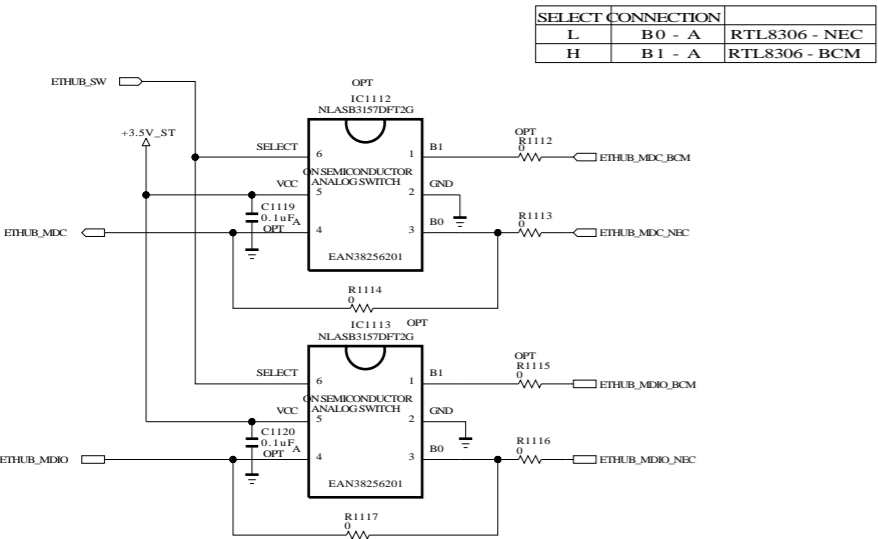 SELECT CONNECTION
L B0 - A RTL8306 - NEC
H B1 - A RTL8306 - BCM
ETHUB_SW
OPT
IC1112
NLASB3157DFT2G
+3.5V_ST
SELECT
6
1
B1
OPT
R1112
0
ETHUB_MDC_BCM
ON SEMICONDUCTOR
ANALOG SWITCH
VCC
5
2
GND
C1119
0.1uF
OPT
ETHUB_MDC
A
4
3
B0
R1113
0
ETHUB_MDC_NEC
EAN38256201
R1114
0
IC1113
OPT
NLASB3157DFT2G
SELECT
6
1
B1
OPT
R1115
0
ETHUB_MDIO_BCM
ON SEMICONDUCTOR
ANALOG SWITCH
VCC
5
2
GND
C1120
0.1uF
OPT
ETHUB_MDIO
A
4
3
B0
R1116
0
ETHUB_MDIO_NEC
EAN38256201
R1117
0